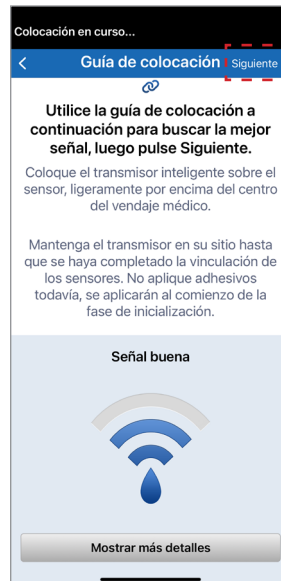 Colocación en curso...
Guía de colocación Siguiente
Utilice la guía de colocación a
continuación para buscar la mejor
señal, luego pulse Siguiente.
Coloque el transmisor inteligente sobre el
sensor, ligeramente por encima del centro
del vendaje médico.
Mantenga el transmisor en su sitio hasta
que se haya completado la vinculación de
los sensores. No aplique adhesivos
todavía, se aplicarán al comienzo de la
fase de inicialización.
Señal buena
Mostrar más detalles